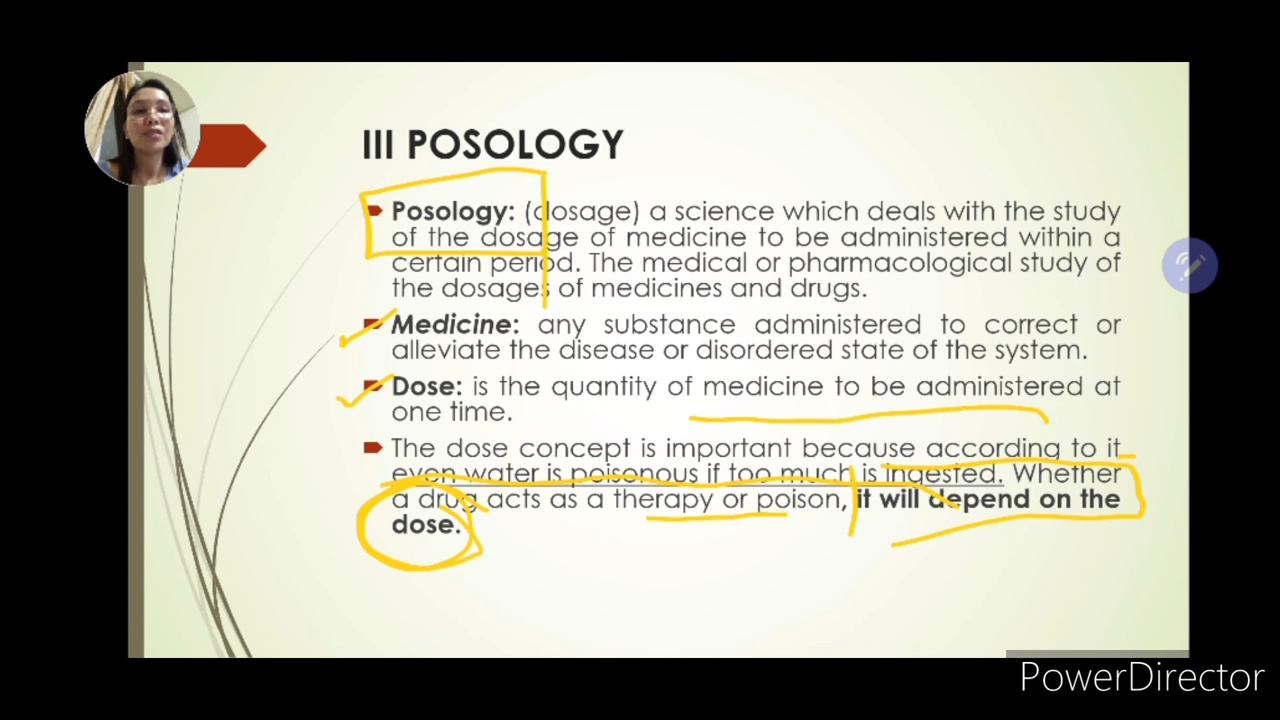 III POSOLOGY
Posology: (dosage) a science which deals with the study
of the dosage of medicine to be administered within a
certain period. The medical or pharmacological study of
the dosages of medicines and drugs.
Medicine: any substance administered to correct or
alleviate the disease or disordered state of the system.
Dose: is the quantity of medicine to be administered at
one time.
The dose concept is important because according to it
even water is poisonous if too much is ingested. Whether
a drug acts as a therapy or poison, it will depend on the
dose.
PowerDirector